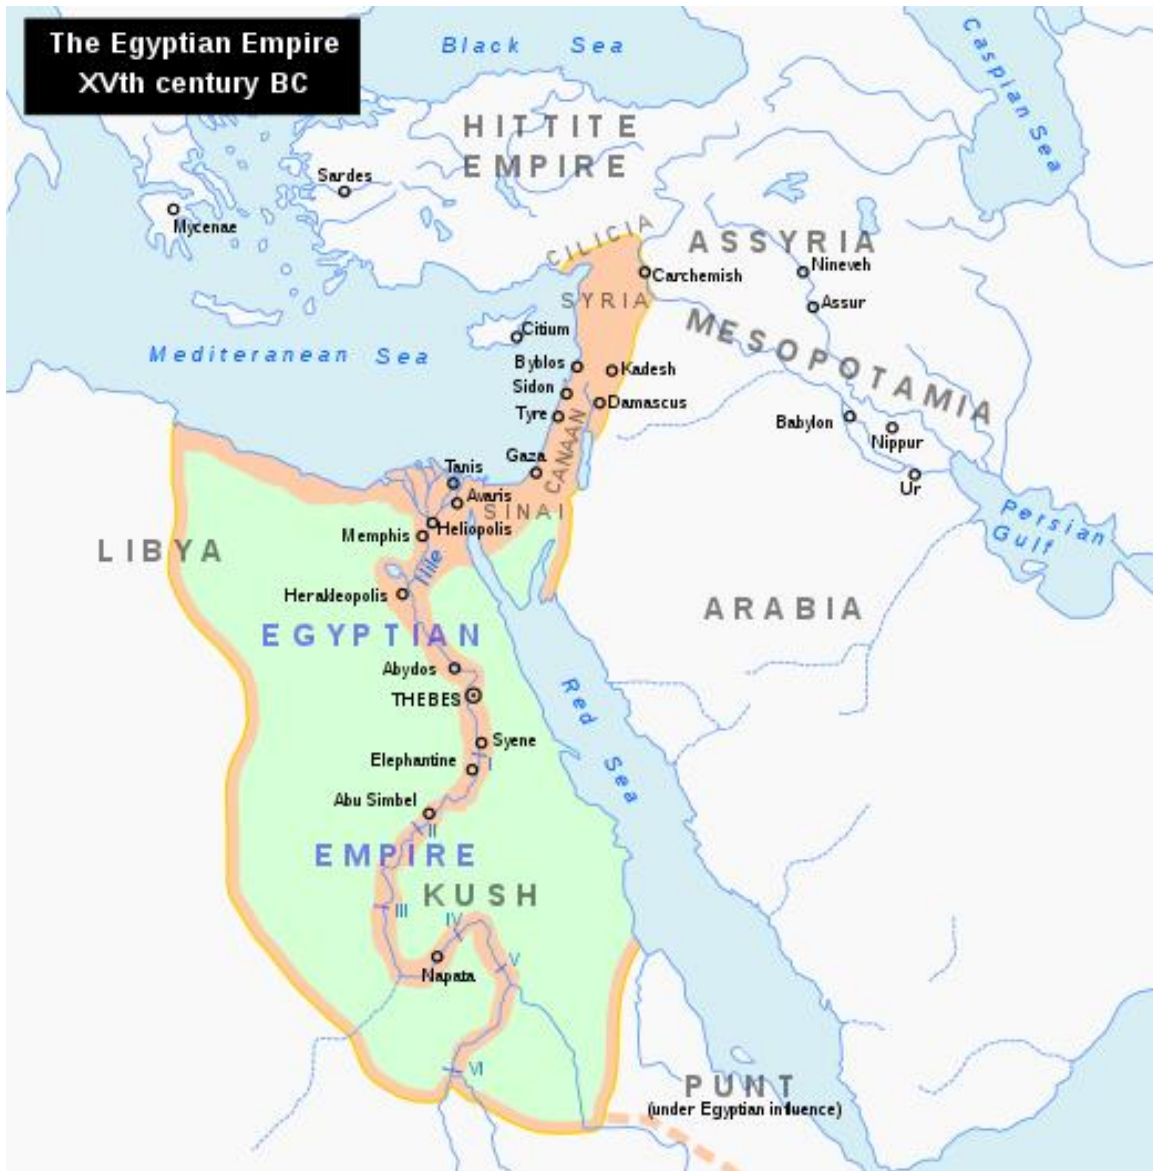 The Egyptian Empire
XVth century BC
Black Sea
Caspian Sea
HITTITE
EMPIRE
Sardes
Mycenae
CILICIA
ASSYRIA
Nineveh
Carchemish
SYRIA
Assur
Citium
MESOPOTAMIA
Mediteranean Sea
Byblos
Kadesh
Sidon
Damascus
Tyre
CANAAN
Babylon
Nippur
Gaza
Tanis
Ur
Avaris
SINAI
Heliopolis
Memphis
Persian
Gulf
LIBYA
Nile
Herakleopolis
ARABIA
EGYPTIAN
Abydos
THEBES
Red Sea
Syene
I
Elephantine
Abu Simbel
II
EMPIRE
KUSH
III
IV
V
Napata
VI
PUNT
(under Egyptian influence)